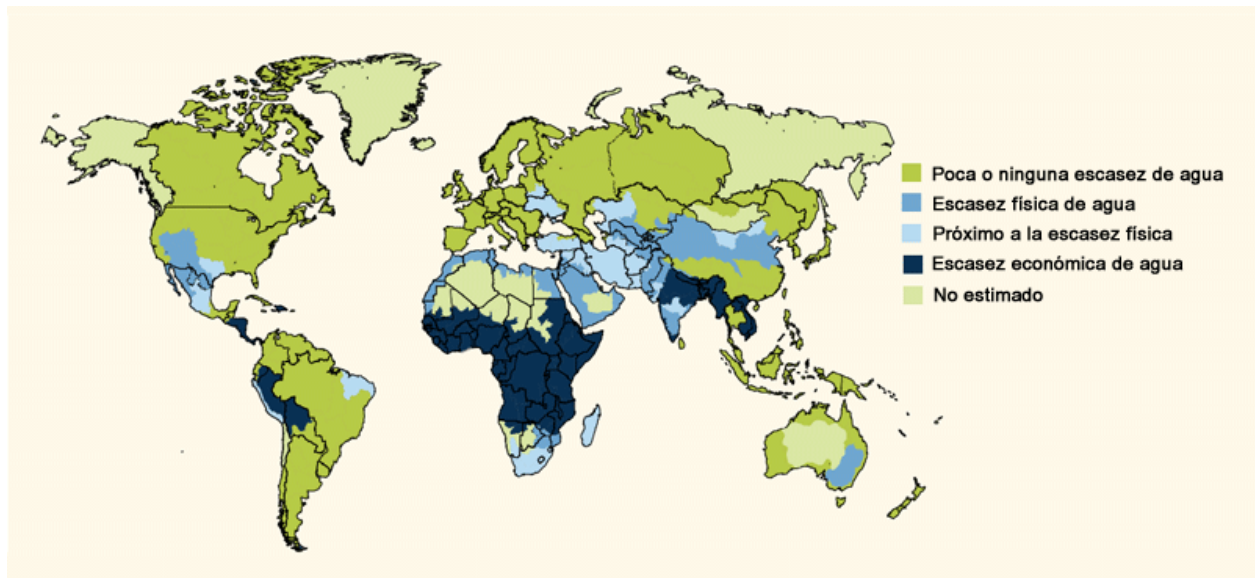 Poca o ninguna escasez de agua
Escasez física de agua
Próximo a la escasez física
Escasez económica de agua
No estimado